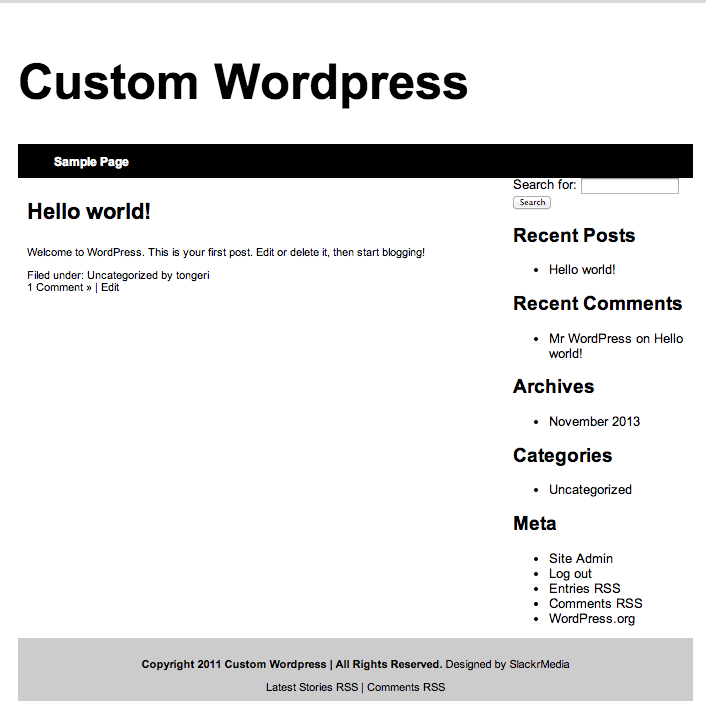 Custom Wordpress
Sample Page
Hello world!
Welcome to WordPress. This is your first post. Edit or delete it, then start blogging!
Filed under: Uncategorized by tongeri
1 Comment » | Edit
Search for:
Search
Recent Posts
• Hello world!
Recent Comments
• Mr WordPress on Hello
world!
Archives
• November 2013
Categories
• Uncategorized
Meta
• Site Admin
• Log out
• Entries RSS
• Comments RSS
• WordPress.org
Copyright 2011 Custom Wordpress | All Rights Reserved. Designed by SlackrMedia
Latest Stories RSS | Comments RSS